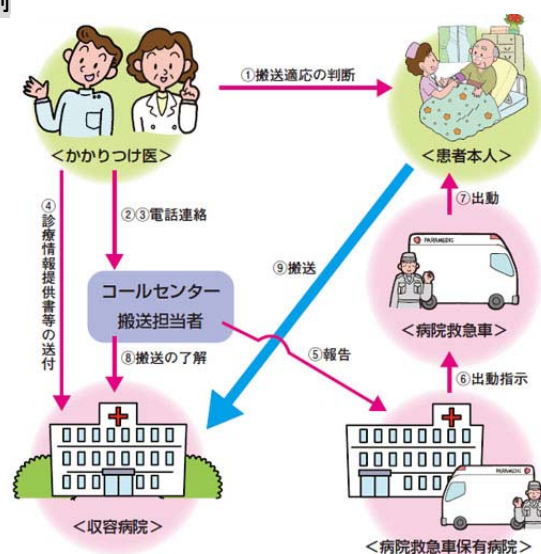 ①搬送適応の判断
<かかりつけ医>
<患者本人>
④診療情報提供書等の送付
②③電話連絡
⑦出動
PARAMEDIC
⑨搬送
コールセンター
搬送担当者
<病院救急車>
⑧搬送の了解
⑤報告
⑥出動指示
PARAMEDIC
<収容病院>
<病院救急車保有病院>